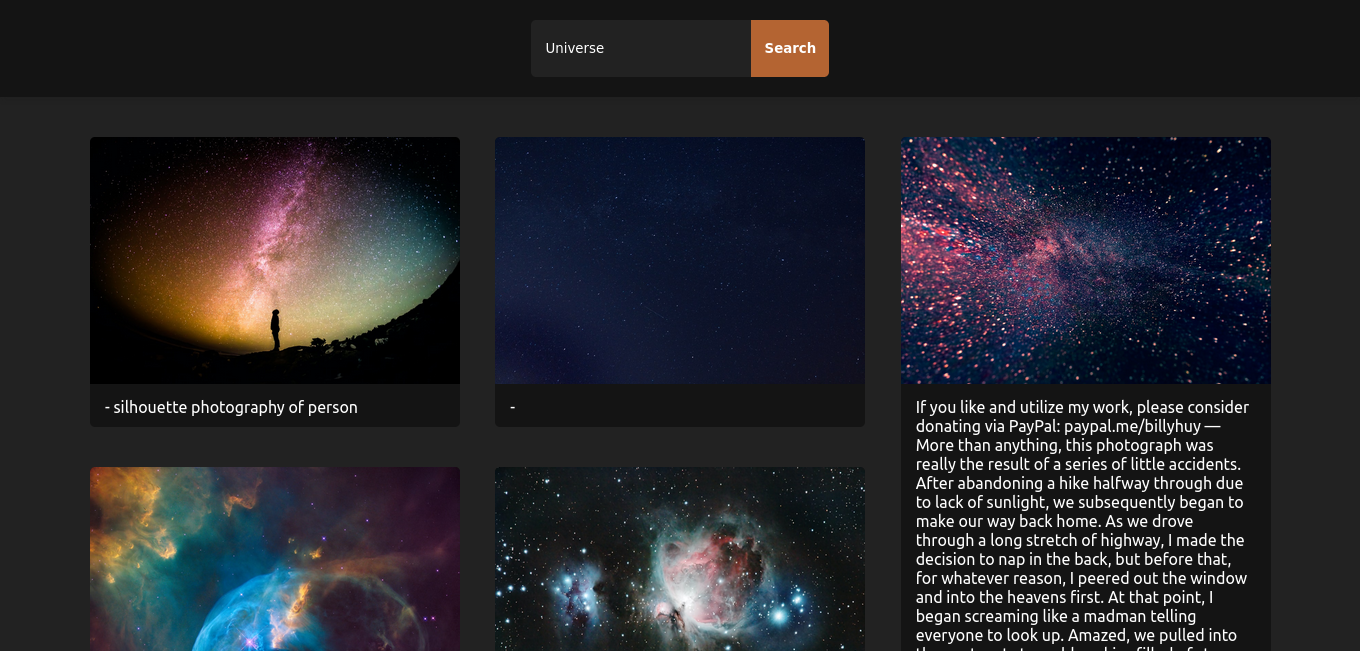 Universe
Search
- silhouette photography of person
-
If you like and utilize my work, please consider
donating via PayPal: paypal.me/billyhuy —
More than anything, this photograph was
really the result of a series of little accidents.
After abandoning a hike halfway through due
to lack of sunlight, we subsequently began to
make our way back home. As we drove
through a long stretch of highway, I made the
decision to nap in the back, but before that,
for whatever reason, I peered out the window
and into the heavens first. At that point, I
began screaming like a madman telling
everyone to look up. Amazed, we pulled into